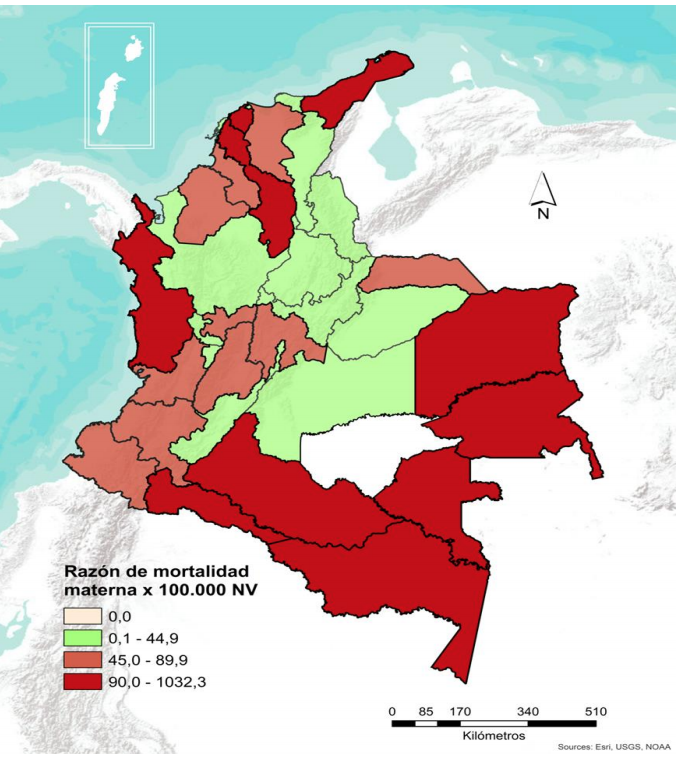 N
Razón de mortalidad
materna x 100.000 NV
0,0
0,1 - 44,9
45,0 - 89,9
90,0 - 1032,3
0 85 170 340 510
Kilómetros
Sources: Esri, USGS, NOAA